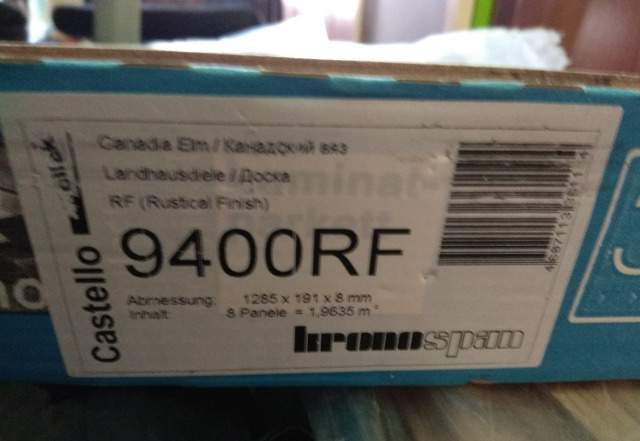 Canadia Elm / Канадский вяз
Landhausdiele / Доска
RF (Rustical Finish)
9400RF
Abmessung: 1285 x 191 x 8 mm
Inhalt: 8 Panele = 1,9635 m²
kronospan
Castello